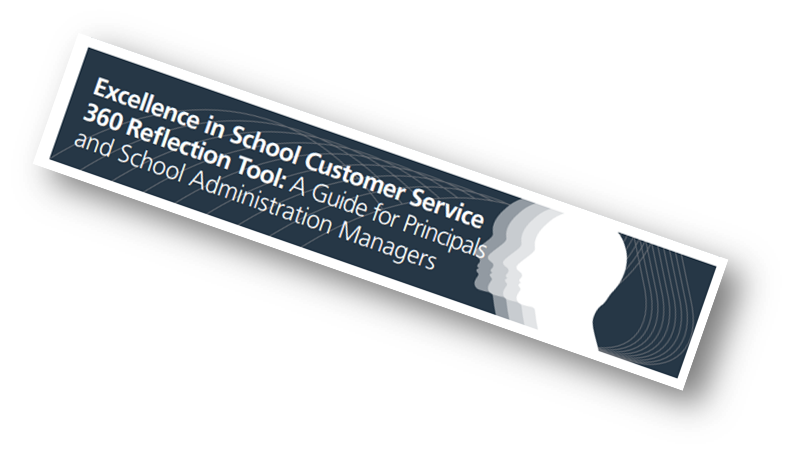 Excellence in School Customer Service
360 Reflection Tool: A Guide for Principals
and School Administration Managers